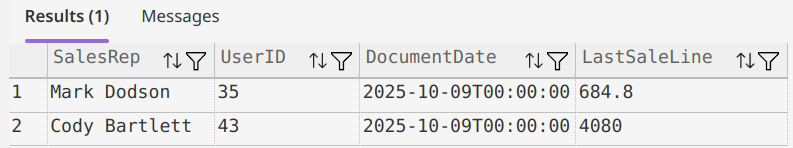 Results (1) Messages
SalesRep UserID DocumentDate LastSaleLine
1 Mark Dodson 35 2025-10-09T00:00:00 684.8
2 Cody Bartlett 43 2025-10-09T00:00:00 4080